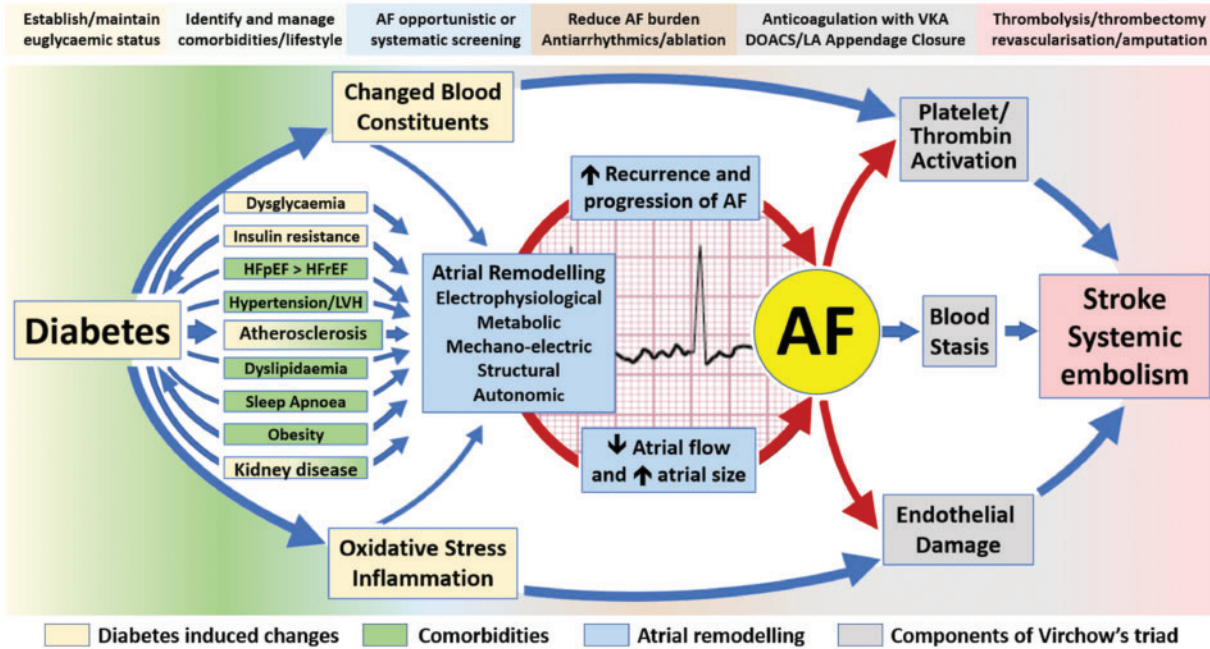 Establish/maintain
euglycaemic status
Identify and manage
comorbidities/lifestyle
AF opportunistic or
systematic screening
Reduce AF burden
Antiarrhythmics/ablation
Anticoagulation with VKA
DOACS/LA Appendage Closure
Thrombolysis/thrombectomy
revascularisation/amputation
Changed Blood
Constituents
Platelet/
Thrombin
Activation
↑ Recurrence and
progression of AF
Dysglycaemia
Insulin resistance
HFpEF > HFrEF
Hypertension/LVH
Atherosclerosis
Dyslipidaemia
Sleep Apnoea
Obesity
Kidney disease
Diabetes
Atrial Remodelling
Electrophysiological
Metabolic
Mechano-electric
Structural
Autonomic
AF
Blood
Stasis
Stroke
Systemic
embolism
↓ Atrial flow
and ↑ atrial size
Endothelial
Damage
Oxidative Stress
Inflammation
Diabetes induced changes
Comorbidities
Atrial remodelling
Components of Virchow's triad